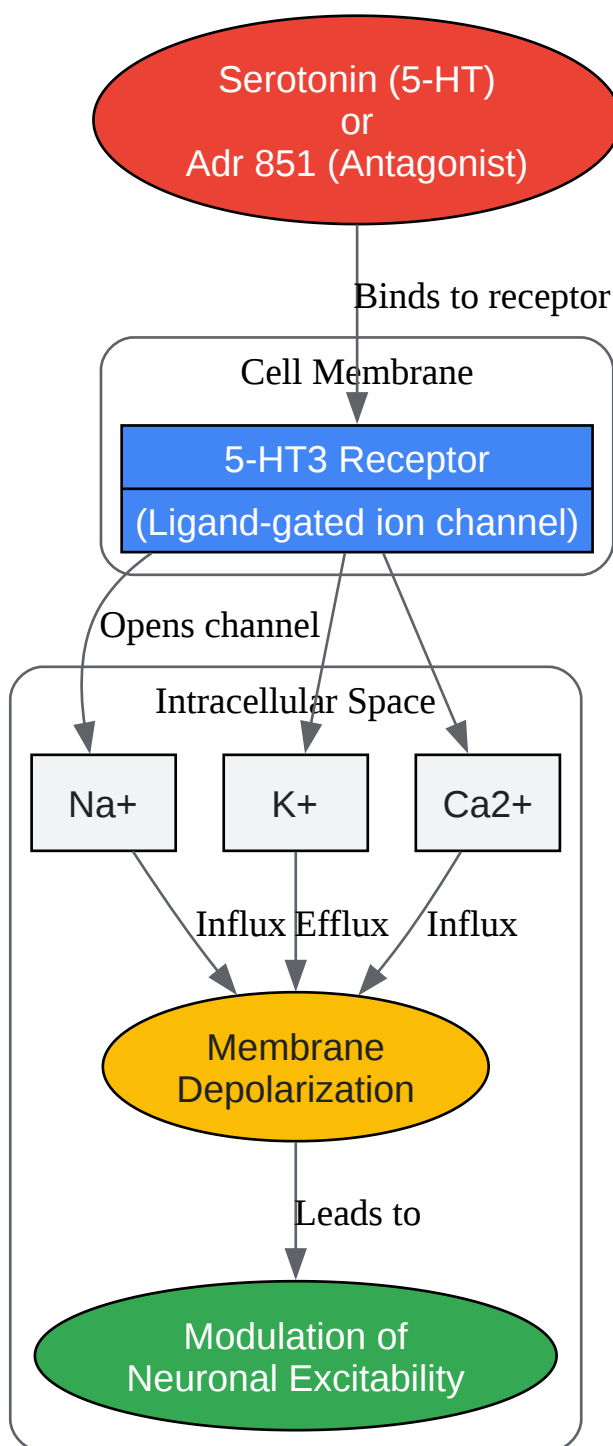 Serotonin (5-HT)
or
Adr 851 (Antagonist)
Binds to receptor
Cell Membrane
5-HT3 Receptor
(Ligand-gated ion channel)
Opens channel
Intracellular Space
Na+
K+
Ca2+
Influx
Efflux
Influx
Membrane
Depolarization
Leads to
Modulation of
Neuronal Excitability